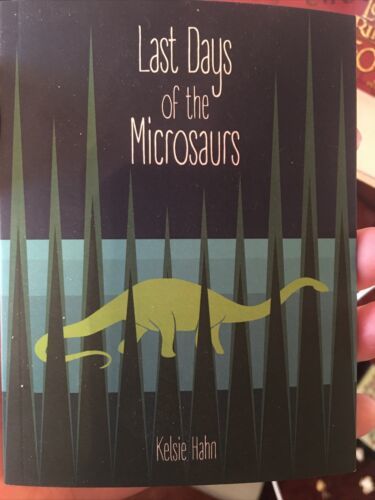 Last Days
of the
Microsaurs
Kelsie Hahn